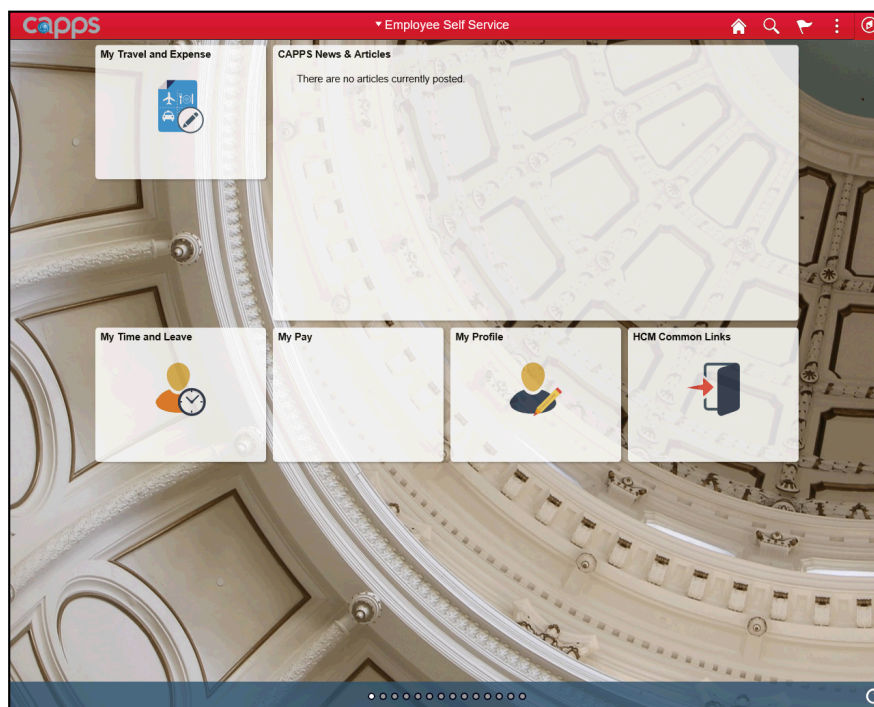 capps
Employee Self Service
My Travel and Expense
CAPPS News & Articles
There are no articles currently posted.
My Time and Leave
My Pay
My Profile
HCM Common Links